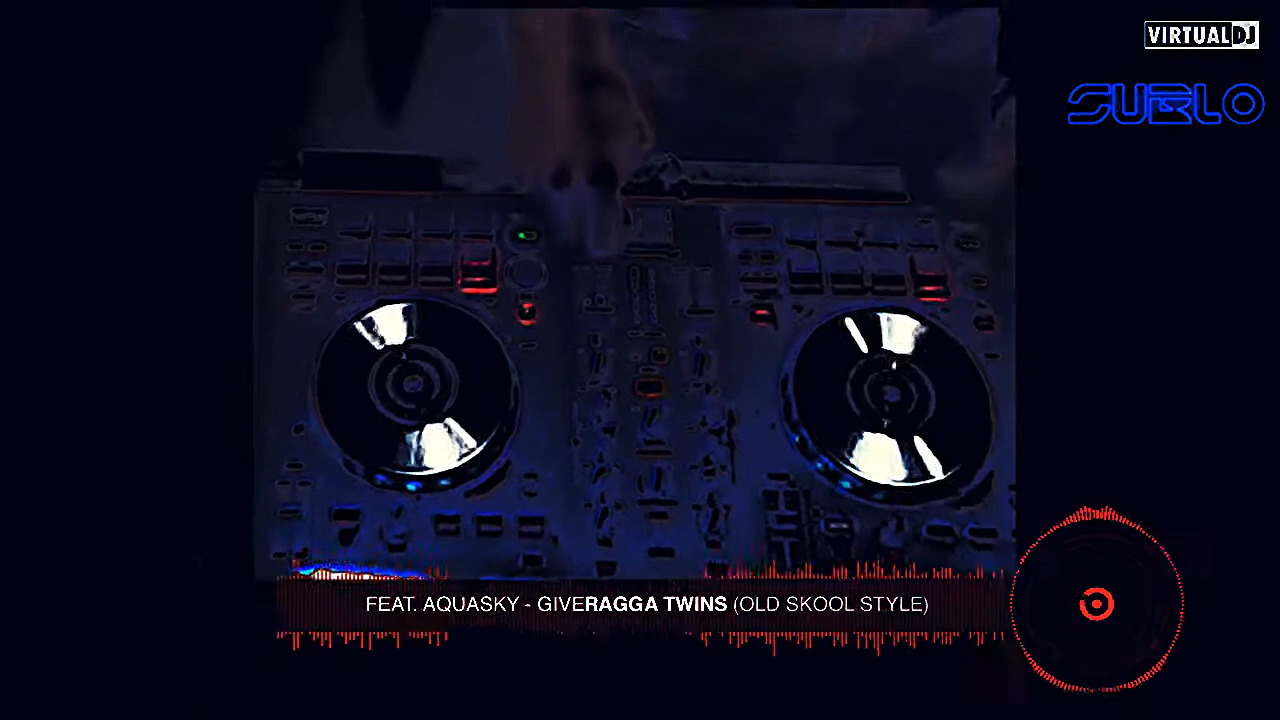 VIRTUALDJ
SUBLO
FEAT. AQUASKY - GIVERAGGA TWINS (OLD SKOOL STYLE)